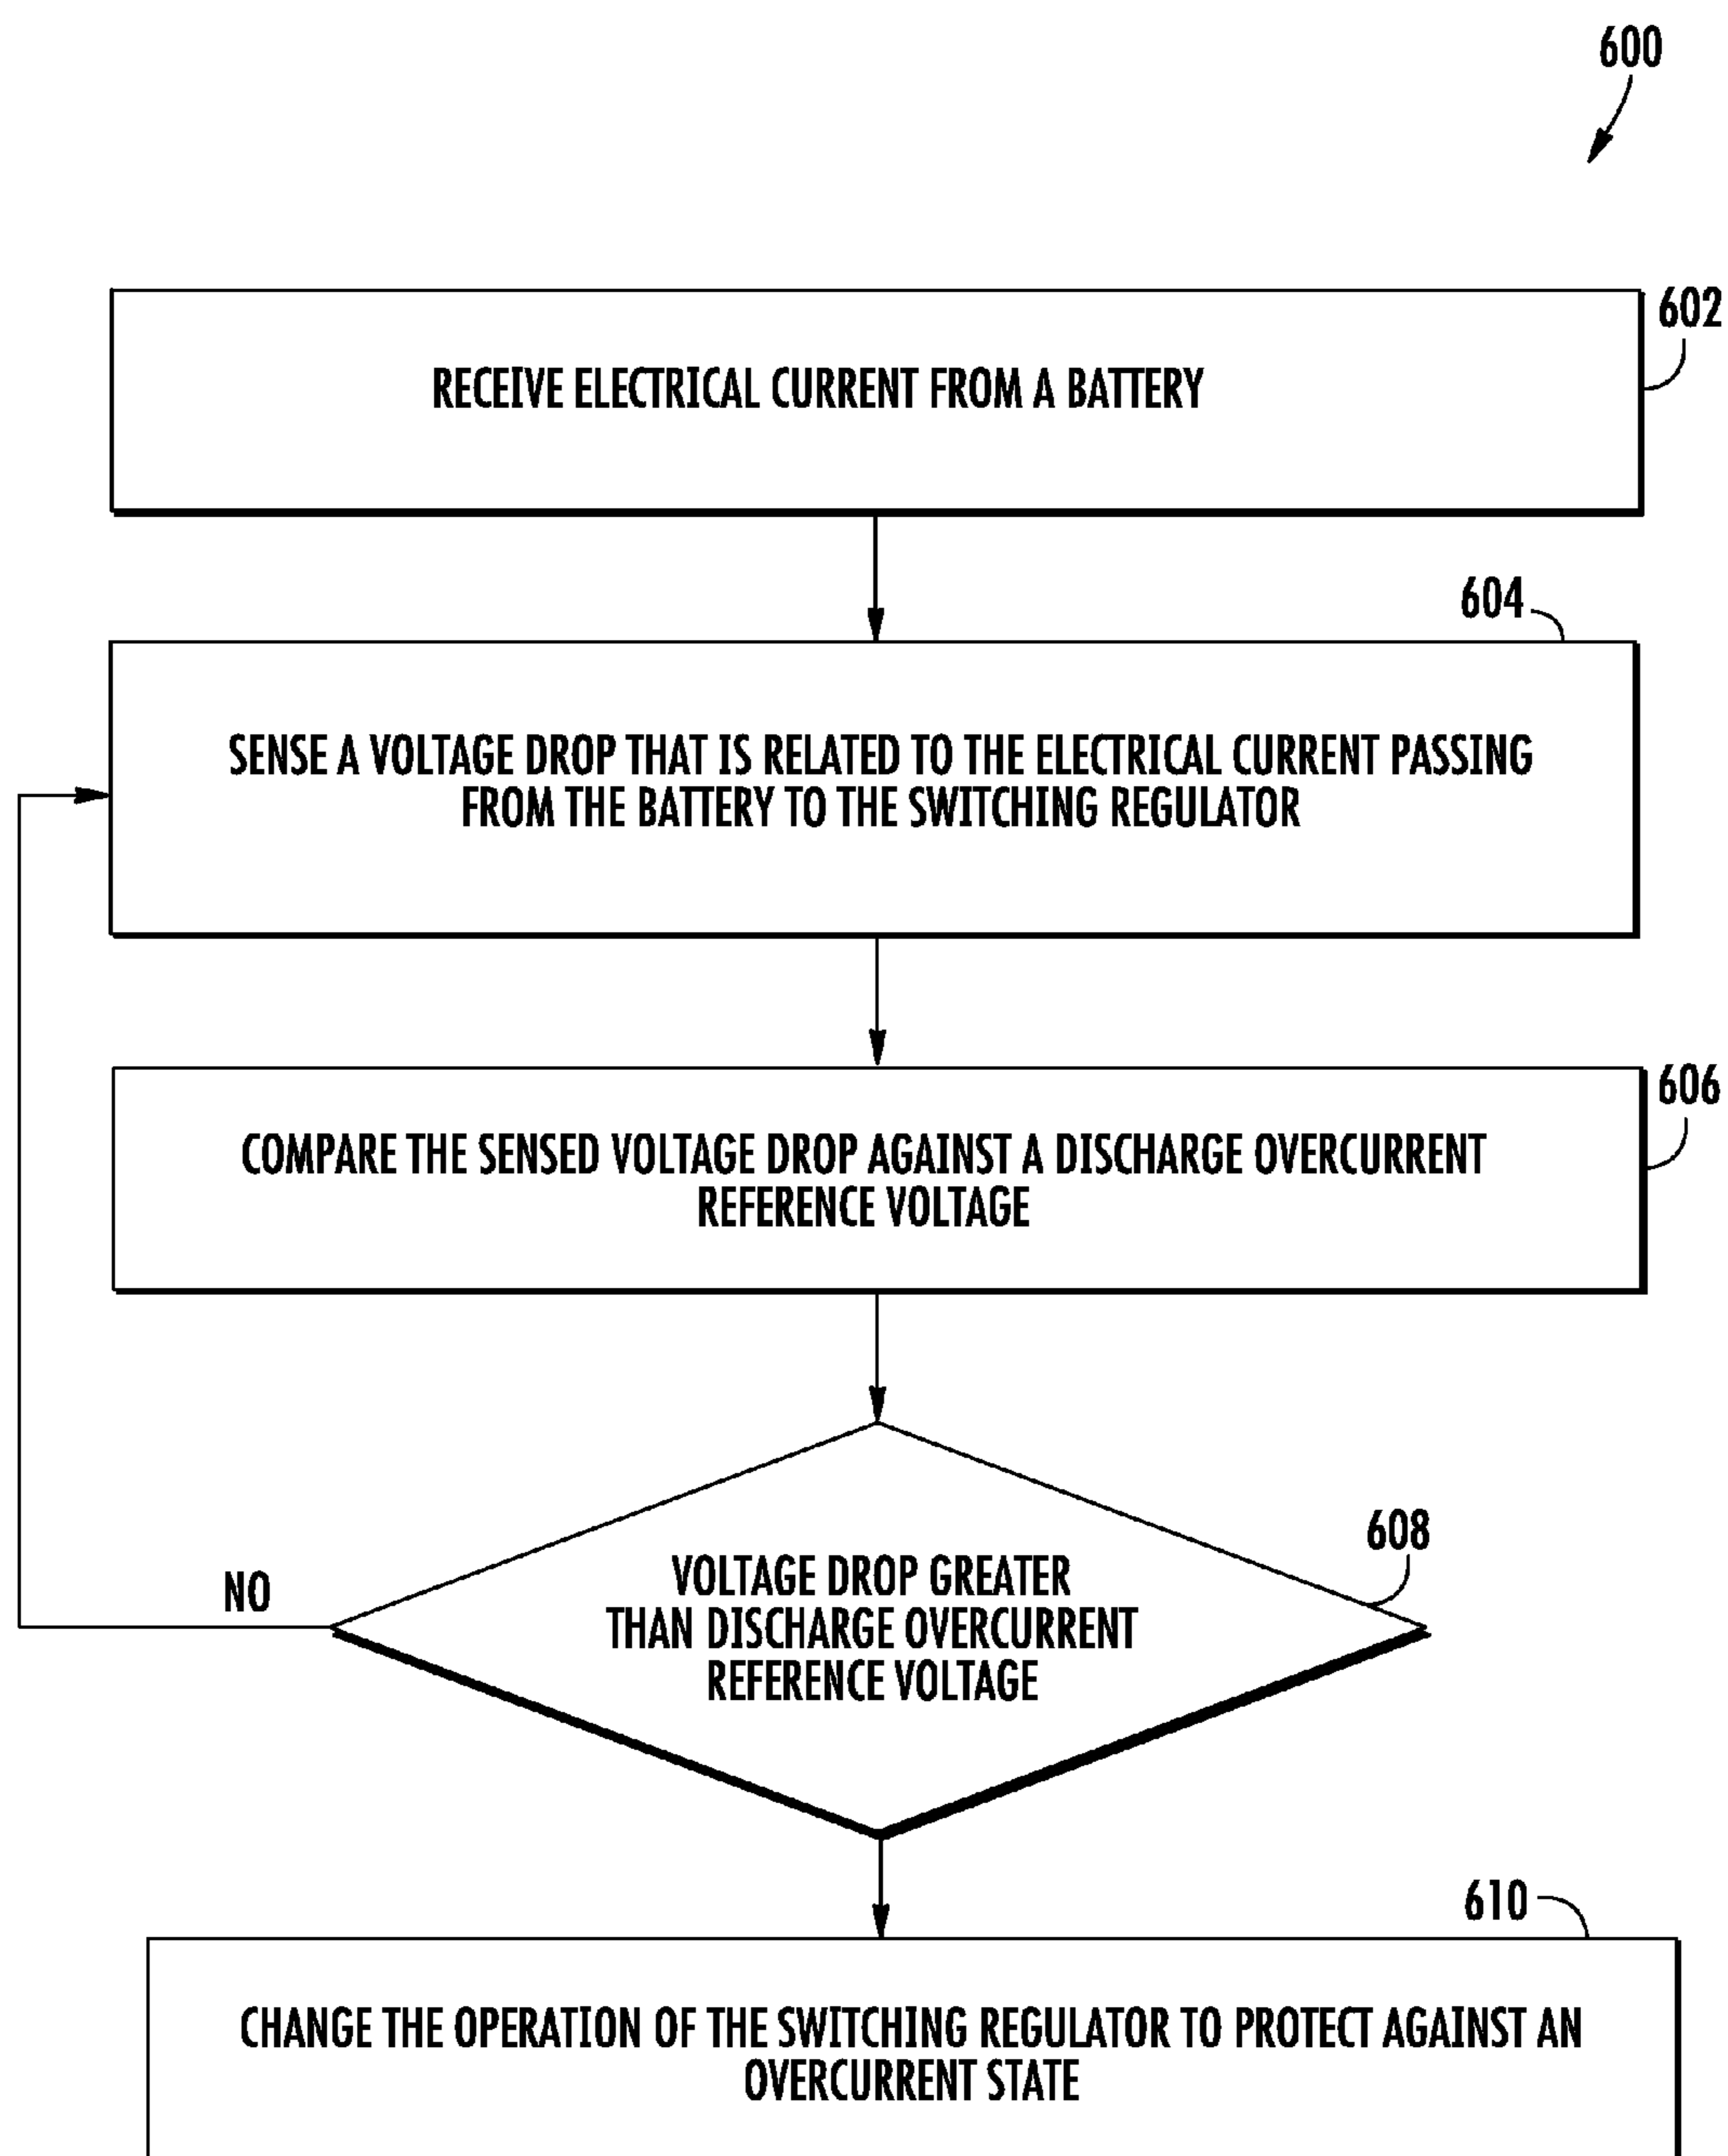 600
602
RECEIVE ELECTRICAL CURRENT FROM A BATTERY
604
SENSE A VOLTAGE DROP THAT IS RELATED TO THE ELECTRICAL CURRENT PASSING
FROM THE BATTERY TO THE SWITCHING REGULATOR
606
COMPARE THE SENSED VOLTAGE DROP AGAINST A DISCHARGE OVERCURRENT
REFERENCE VOLTAGE
608
NO
VOLTAGE DROP GREATER
THAN DISCHARGE OVERCURRENT
REFERENCE VOLTAGE
610
CHANGE THE OPERATION OF THE SWITCHING REGULATOR TO PROTECT AGAINST AN
OVERCURRENT STATE